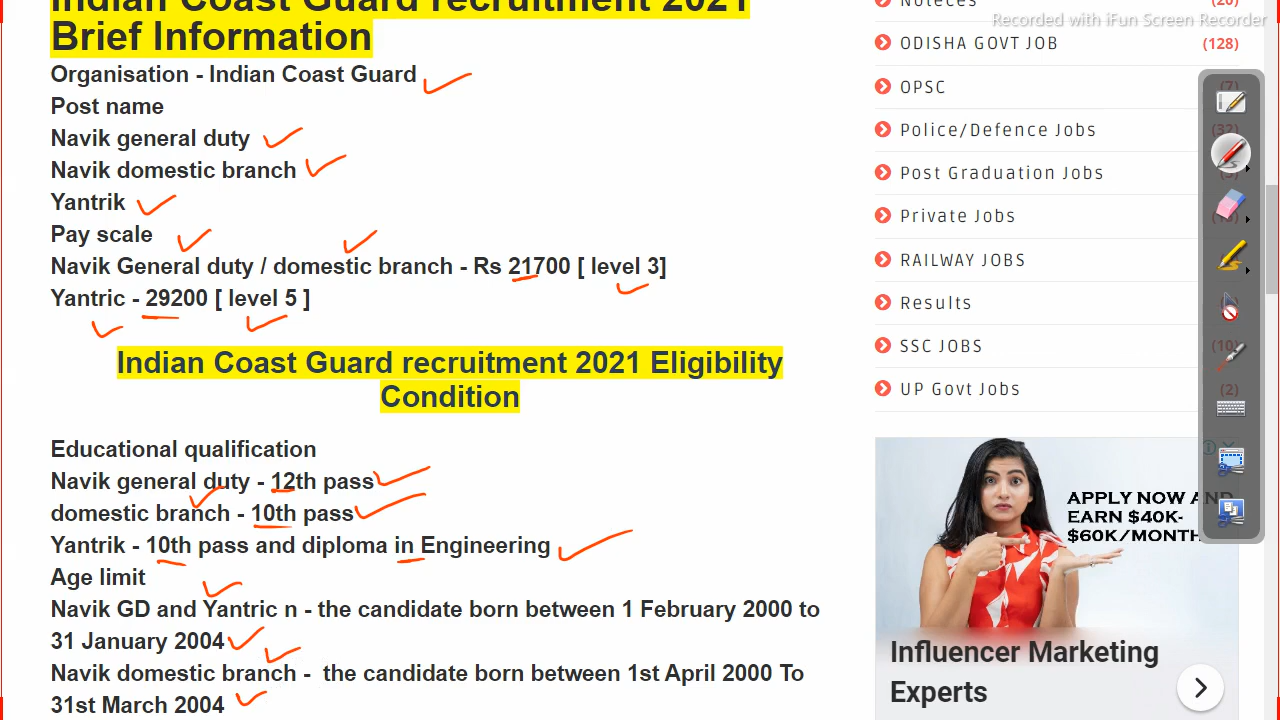 Indian Coast Guard recruitment 2021
Brief Information
Organisation - Indian Coast Guard
Post name
Navik general duty
Navik domestic branch
Yantrik
Pay scale
Navik General duty / domestic branch - Rs 21700 [ level 3]
Yantric - 29200 [ level 5 ]
Indian Coast Guard recruitment 2021 Eligibility
Condition
Educational qualification
Navik general duty - 12th pass
domestic branch - 10th pass
Yantrik - 10th pass and diploma in Engineering
Age limit
Navik GD and Yantric n - the candidate born between 1 February 2000 to
31 January 2004
Navik domestic branch -  the candidate born between 1st April 2000 To
31st March 2004
Noteces (20)
Recorded with iFun Screen Recorder
ODISHA GOVT JOB (128)
OPSC (7)
Police/Defence Jobs (32)
Post Graduation Jobs
Private Jobs
RAILWAY JOBS
Results
SSC JOBS (10)
UP Govt Jobs (2)
APPLY NOW AND
EARN $40K-
$60K/MONTH
Influencer Marketing
Experts